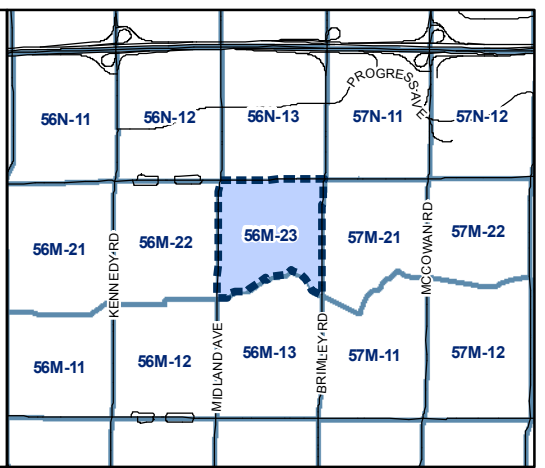 PROGRESS AVE
56N-11
56N-12
56N-13
57N-11
57N-12
56M-21
KENNEDY RD
56M-22
56M-23
57M-21
MCCOWAN RD
57M-22
56M-11
56M-12
MIDLAND AVE
56M-13
BRIMLEY RD
57M-11
57M-12